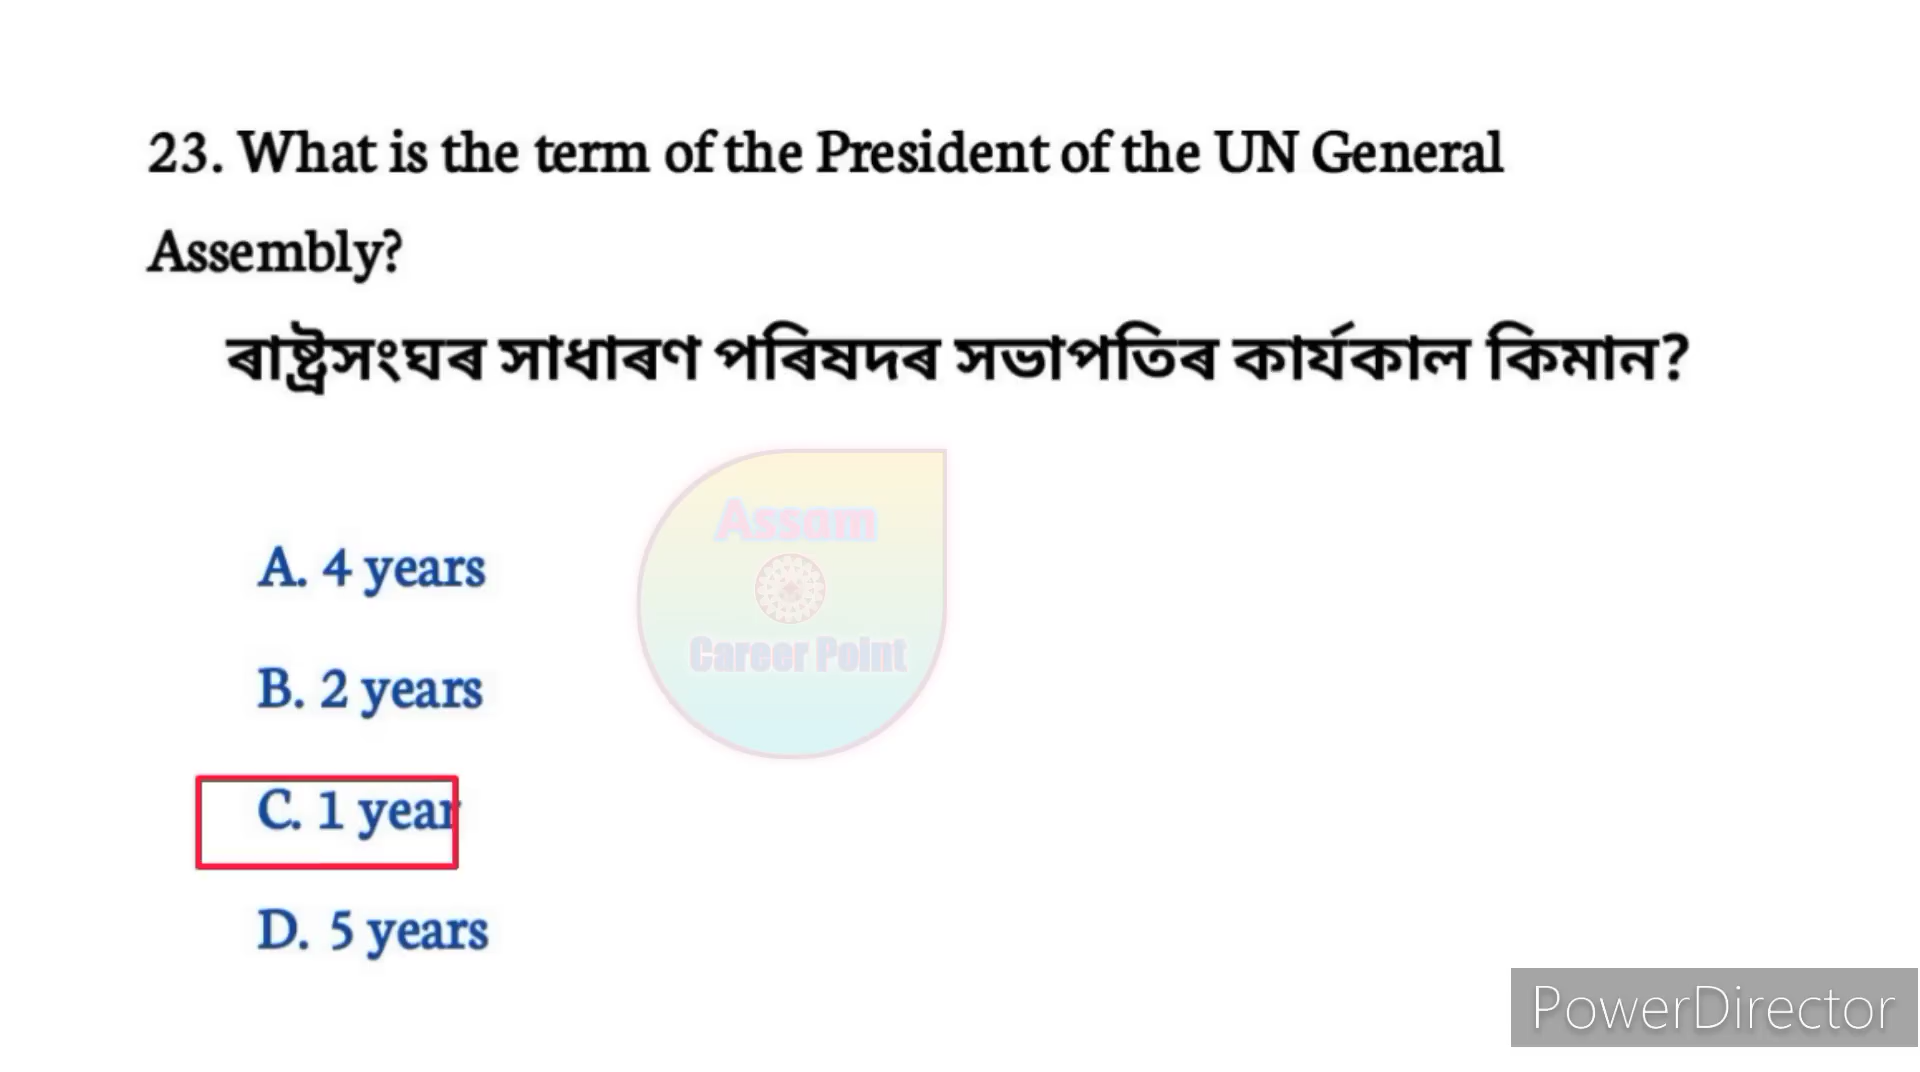 23. What is the term of the President of the UN General
Assembly?
ৰাষ্ট্ৰসংঘৰ সাধাৰণ পৰিষদৰ সভাপতিৰ কাৰ্যকাল কিমান?
Assam
Career Point
A. 4 years
B. 2 years
C. 1 year
D. 5 years
PowerDirector